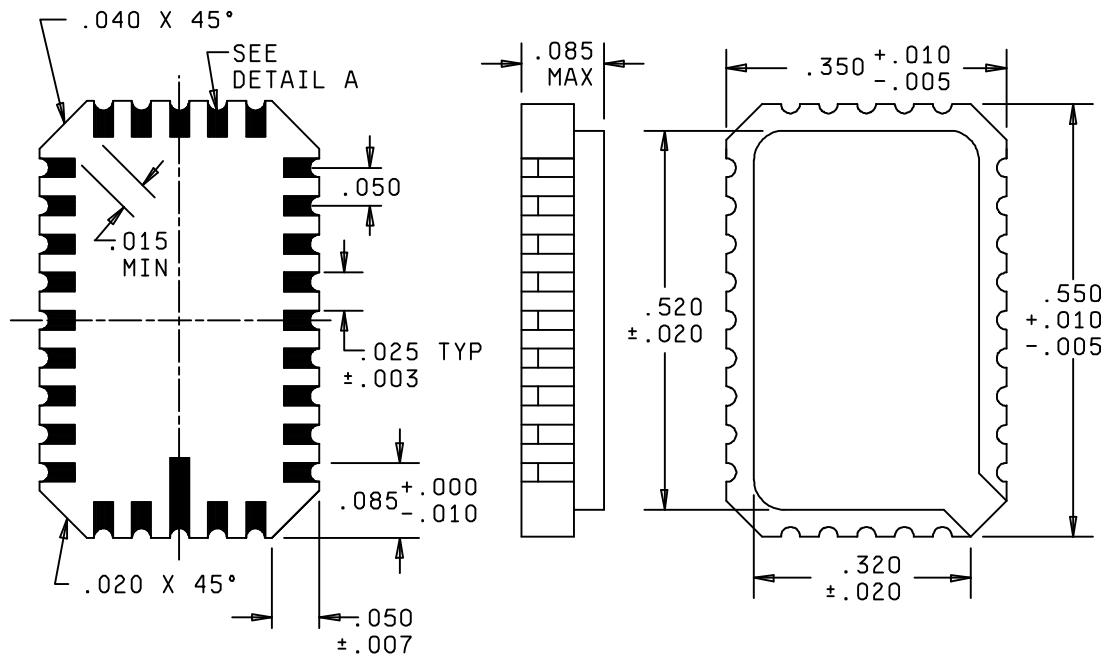 .040 X 45°
SEE
DETAIL A
.050
.015
MIN
.025 TYP
±.003
.085 +.000
-.010
.020 X 45°
.050
±.007
.085
MAX
.350 +.010
-.005
.520
±.020
.550
+.010
-.005
.320
±.020